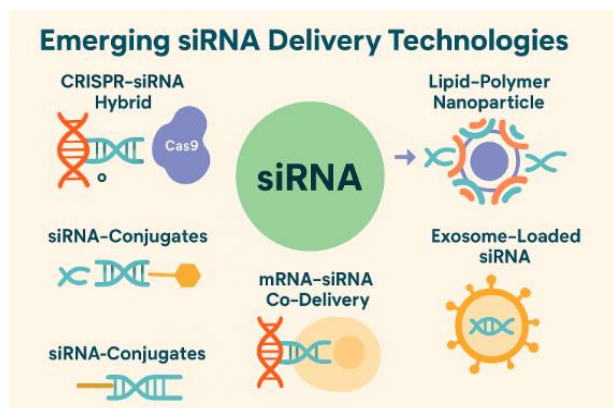 Emerging siRNA Delivery Technologies
CRISPR–siRNA
Hybrid
Cas9
siRNA
Lipid–Polymer
Nanoparticle
siRNA–Conjugates
mRNA–siRNA
Co–Delivery
Exosome–Loaded
siRNA
siRNA–Conjugates